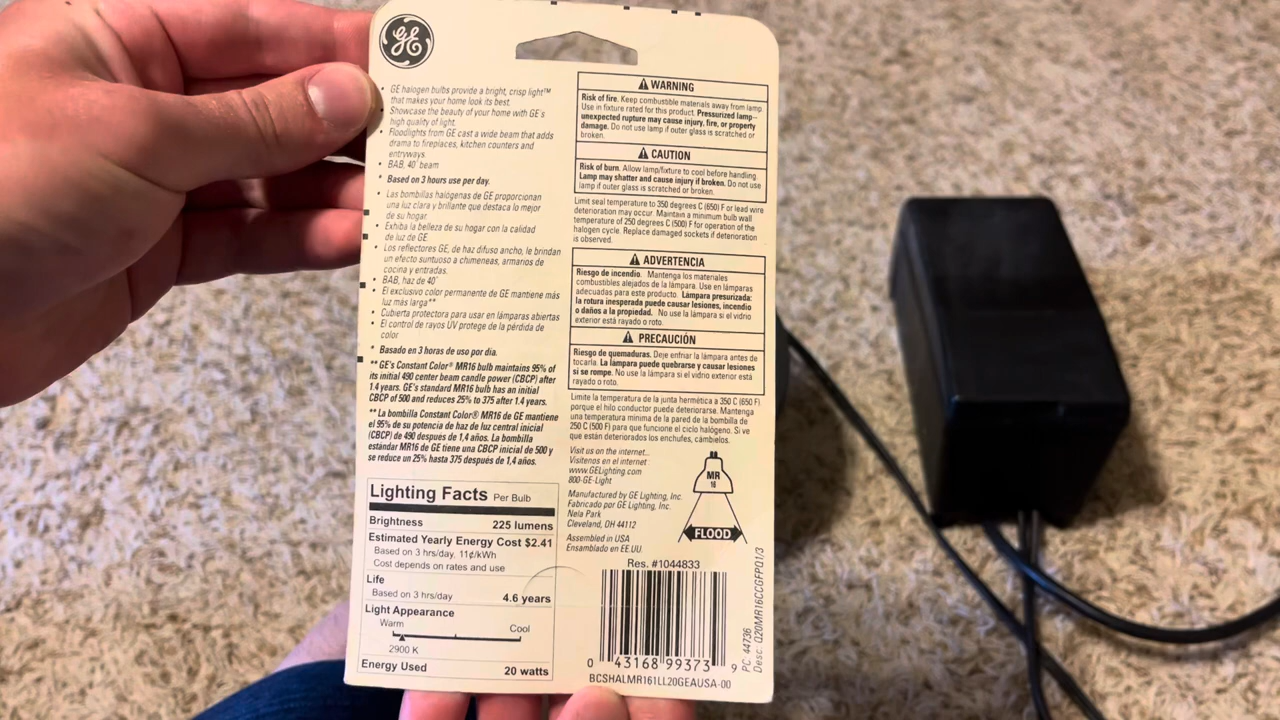 GE
• GE halogen bulbs provide a bright, crisp light™
that makes your home look its best.
• Showcase the beauty of your home with GE's
high quality of light.
• Floodlights from GE cast a wide beam that adds
drama to fireplaces, kitchen counters and
entryways.
• BAB, 40° beam
* Based on 3 hours use per day.
• Las bombillas halógenas de GE proporcionan
una luz clara y brillante que destaca lo mejor
de su hogar.
• Exhiba la belleza de su hogar con la calidad
de luz de GE.
• Los reflectores GE, de haz difuso ancho, le brindan
un efecto suntuoso a chimeneas, armarios de
cocina y entradas.
• BAB, haz de 40°
• El exclusivo color permanente de GE mantiene más
luz más larga**
• Cubierta protectora para usar en lámparas abiertas
• El control de rayos UV protege de la pérdida de
color.
* Basado en 3 horas de uso por día.
** GE's Constant Color® MR16 bulb maintains 95% of
its initial 490 center beam candle power (CBCP) after
1.4 years. GE's standard MR16 bulb has an initial
CBCP of 500 and reduces 25% to 375 after 1.4 years.
** La bombilla Constant Color® MR16 de GE mantiene
el 95% de su potencia de haz de luz central inicial
(CBCP) de 490 después de 1,4 años. La bombilla
estándar MR16 de GE tiene una CBCP inicial de 500 y
se reduce un 25% hasta 375 después de 1,4 años.
Lighting Facts Per Bulb
Brightness 225 lumens
Estimated Yearly Energy Cost $2.41
Based on 3 hrs/day, 11¢/kWh
Cost depends on rates and use
Life
Based on 3 hrs/day 4.6 years
Light Appearance
Warm Cool
2900 K
Energy Used 20 watts
⚠ WARNING
Risk of fire. Keep combustible materials away from lamp.
Use in fixture rated for this product. Pressurized lamp–
unexpected rupture may cause injury, fire, or property
damage. Do not use lamp if outer glass is scratched or
broken.
⚠ CAUTION
Risk of burn. Allow lamp/fixture to cool before handling.
Lamp may shatter and cause injury if broken. Do not use
lamp if outer glass is scratched or broken.
Limit seal temperature to 350 degrees C (650) F or lead wire
deterioration may occur. Maintain a minimum bulb wall
temperature of 250 degrees C (500) F for operation of the
halogen cycle. Replace damaged sockets if deterioration
is observed.
⚠ ADVERTENCIA
Riesgo de incendio. Mantenga los materiales
combustibles alejados de la lámpara. Use en lámparas
adecuadas para este producto. Lámpara presurizada:
la rotura inesperada puede causar lesiones, incendio
o daños a la propiedad. No use la lámpara si el vidrio
exterior está rayado o roto.
⚠ PRECAUCIÓN
Riesgo de quemaduras. Deje enfriar la lámpara antes de
tocarla. La lámpara puede quebrarse y causar lesiones
si se rompe. No use la lámpara si el vidrio exterior está
rayado o roto.
Limite la temperatura de la junta hermética a 350 C (650 F)
porque el hilo conductor puede deteriorarse. Mantenga
una temperatura mínima de la pared de la bombilla de
250 C (500 F) para que funcione el ciclo halógeno. Si ve
que están deteriorados los enchufes, cámbielos.
Visit us on the internet...
Visítenos en el internet
www.GELighting.com
800-GE-Light
Manufactured by GE Lighting, Inc.
Fabricado por GE Lighting, Inc.
Nela Park
Cleveland, OH 44112
Assembled in USA
Ensamblado en EE.UU.
MR
16
FLOOD
Res. #1044833
0 43168 99373 9
BCSHALMR161LL20GEAUSA-00
PC 44736
Desc: Q20MR16CCGFPQ1/3